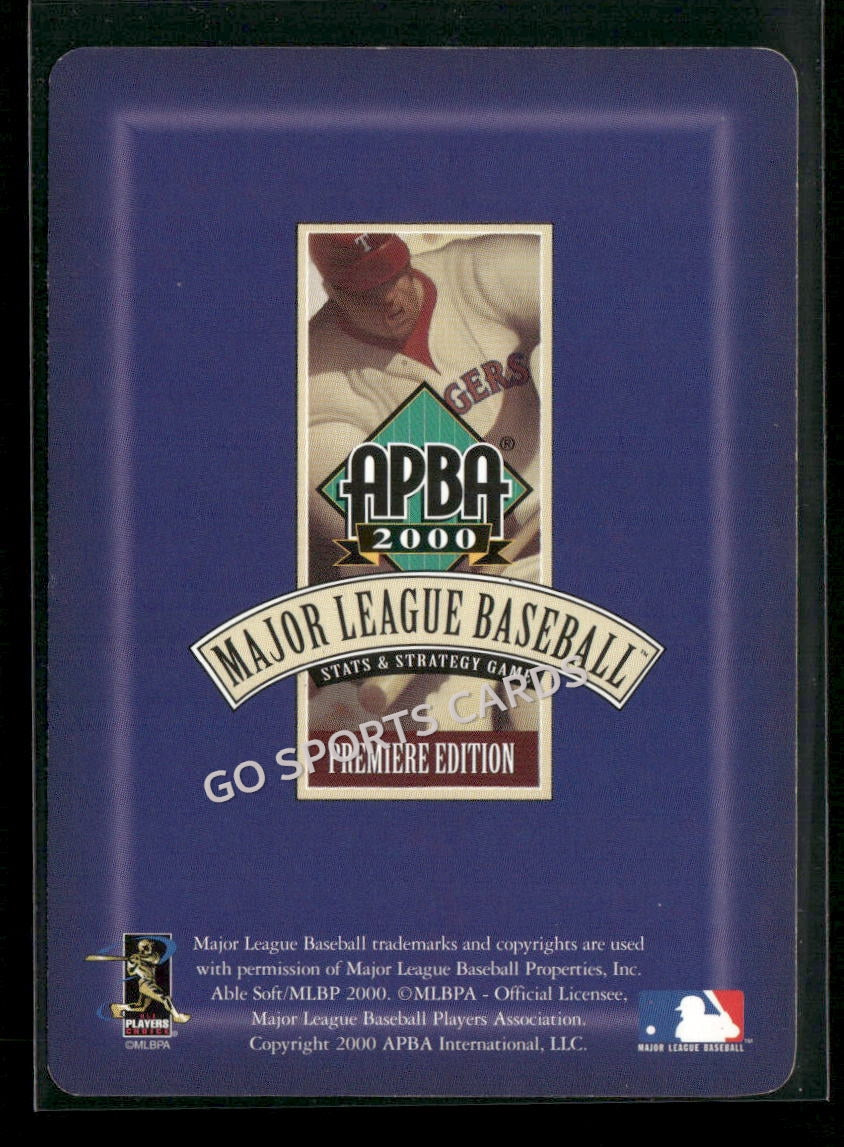 T
GERS
APBA®
2000
MAJOR LEAGUE BASEBALL™
STATS & STRATEGY GAME
GO SPORTS CARDS
PREMIERE EDITION
Major League Baseball trademarks and copyrights are used
with permission of Major League Baseball Properties, Inc.
Able Soft/MLBP 2000. ©MLBPA - Official Licensee,
Major League Baseball Players Association.
Copyright 2000 APBA International, LLC.
PLAYERS
CHOICE
©MLBPA
MAJOR LEAGUE BASEBALL